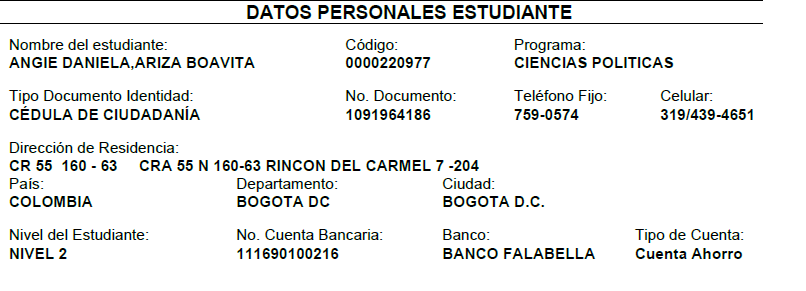 DATOS PERSONALES ESTUDIANTE
Nombre del estudiante: Código: Programa:
ANGIE DANIELA,ARIZA BOAVITA 0000220977 CIENCIAS POLITICAS
Tipo Documento Identidad: No. Documento: Teléfono Fijo: Celular:
CÉDULA DE CIUDADANÍA 1091964186 759-0574 319/439-4651
Dirección de Residencia:
CR 55 160 - 63 CRA 55 N 160-63 RINCON DEL CARMEL 7 -204
País: Departamento: Ciudad:
COLOMBIA BOGOTA DC BOGOTA D.C.
Nivel del Estudiante: No. Cuenta Bancaria: Banco: Tipo de Cuenta:
NIVEL 2 111690100216 BANCO FALABELLA Cuenta Ahorro